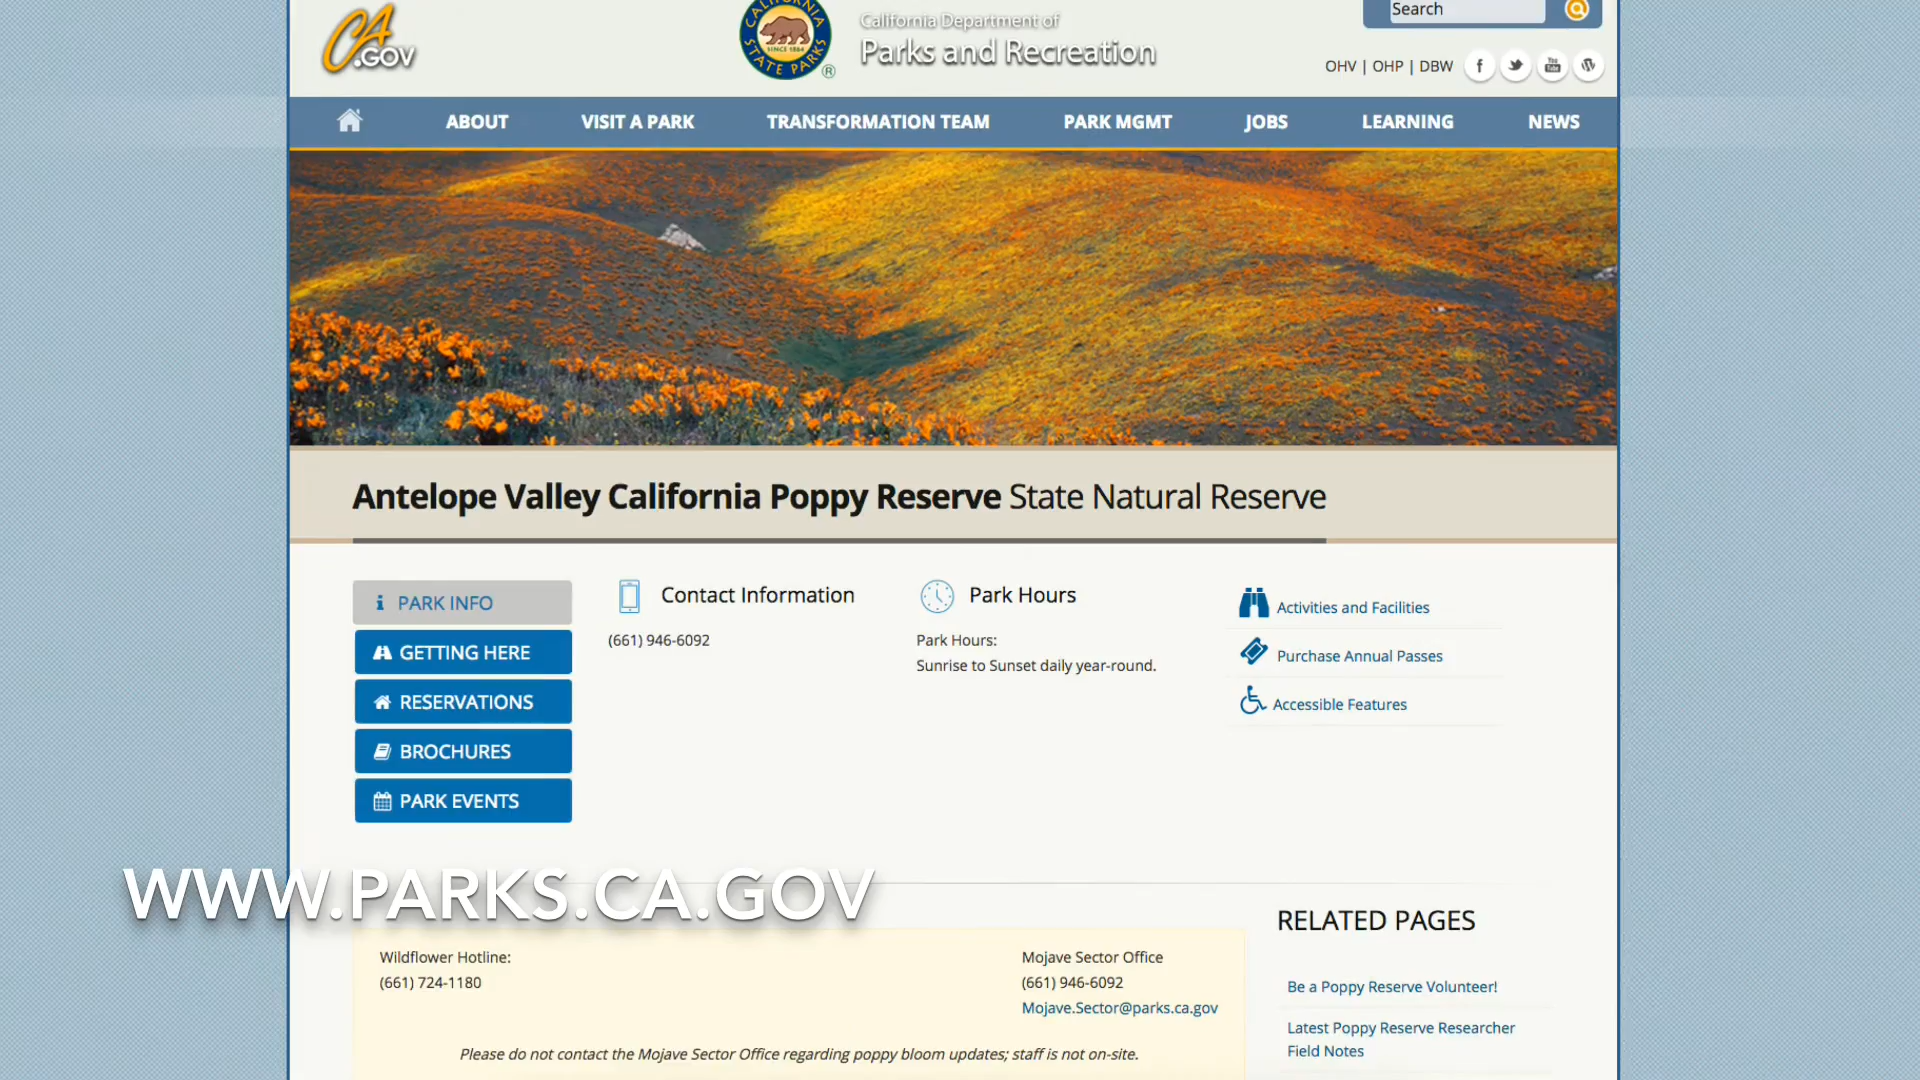 CA
.GOV
CALIFORNIA
SINCE 1864
STATE PARKS
®
California Department of
Parks and Recreation
Search
OHV | OHP | DBW
ABOUT
VISIT A PARK
TRANSFORMATION TEAM
PARK MGMT
JOBS
LEARNING
NEWS
Antelope Valley California Poppy Reserve State Natural Reserve
PARK INFO
GETTING HERE
RESERVATIONS
BROCHURES
PARK EVENTS
Contact Information
(661) 946-6092
Park Hours
Park Hours:
Sunrise to Sunset daily year-round.
Activities and Facilities
Purchase Annual Passes
Accessible Features
WWW.PARKS.CA.GOV
Wildflower Hotline:
(661) 724-1180
Mojave Sector Office
(661) 946-6092
Mojave.Sector@parks.ca.gov
Please do not contact the Mojave Sector Office regarding poppy bloom updates; staff is not on-site.
RELATED PAGES
Be a Poppy Reserve Volunteer!
Latest Poppy Reserve Researcher
Field Notes